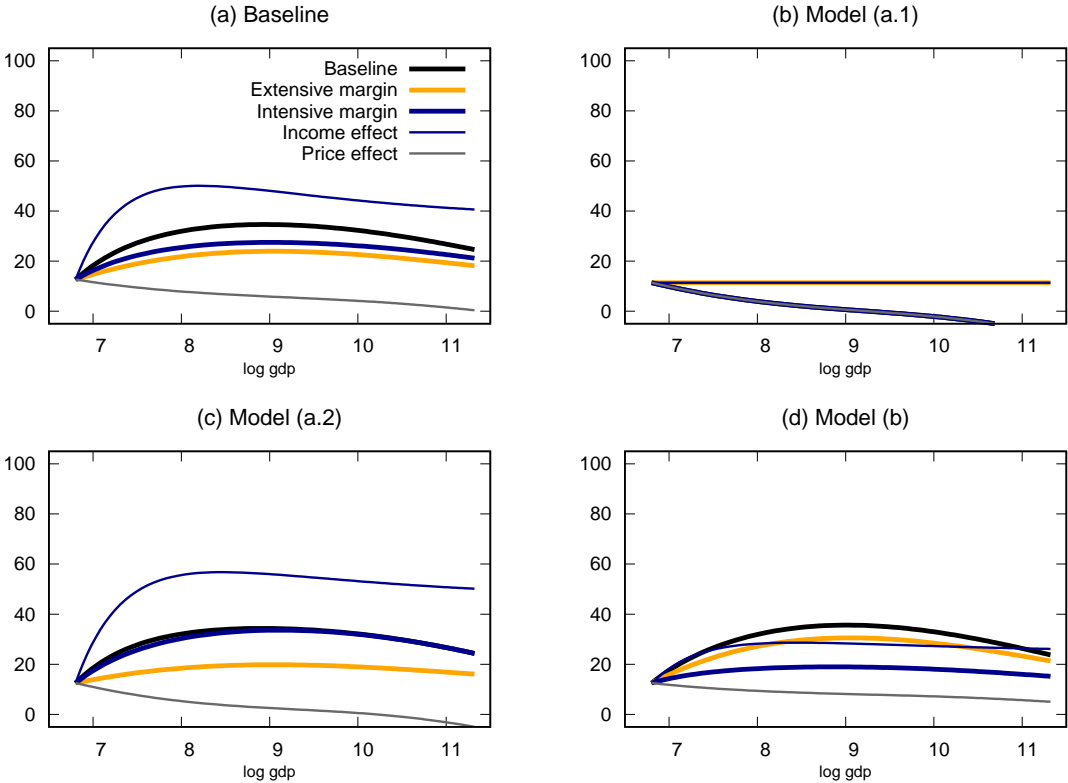 (a) Baseline
100
80
60
40
20
0
Baseline
Extensive margin
Intensive margin
Income effect
Price effect
7 8 9 10 11
log gdp
(b) Model (a.1)
100
80
60
40
20
0
7 8 9 10 11
log gdp
(c) Model (a.2)
100
80
60
40
20
0
7 8 9 10 11
log gdp
(d) Model (b)
100
80
60
40
20
0
7 8 9 10 11
log gdp